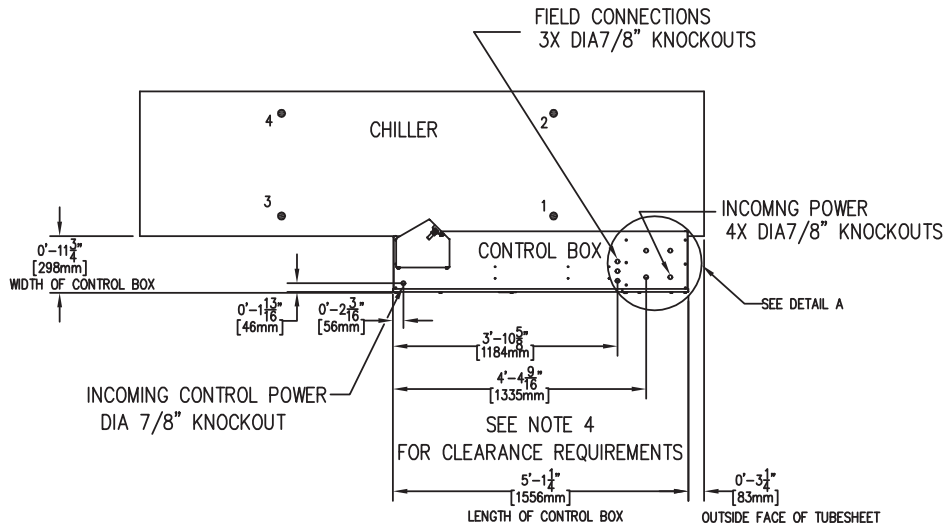 FIELD CONNECTIONS
3X DIA7/8" KNOCKOUTS
4
2
CHILLER
3
1
INCOMNG POWER
4X DIA7/8" KNOCKOUTS
CONTROL BOX
0'-11 3/4"
[298mm]
WIDTH OF CONTROL BOX
SEE DETAIL A
0'-1 13/16"
[46mm]
0'-2 3/16"
[56mm]
3'-10 5/8"
[1184mm]
4'-4 9/16"
[1335mm]
INCOMING CONTROL POWER
DIA 7/8" KNOCKOUT
SEE NOTE 4
FOR CLEARANCE REQUIREMENTS
5'-1 1/4"
[1556mm]
LENGTH OF CONTROL BOX
0'-3 1/4"
[83mm]
OUTSIDE FACE OF TUBESHEET